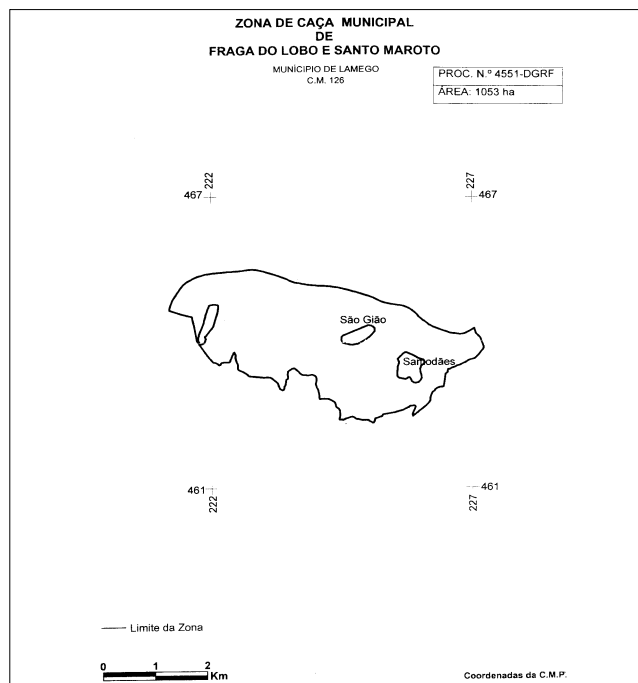 ZONA DE CAÇA MUNICIPAL
DE
FRAGA DO LOBO E SANTO MAROTO
MUNÍCIPIO DE LAMEGO
C.M. 126
PROC. N.º 4551-DGRF
ÁREA: 1053 ha
222
227
467
467
São Gião
Samodães
461
461
222
227
Limite da Zona
0 1 2
Km
Coordenadas da C.M.P.